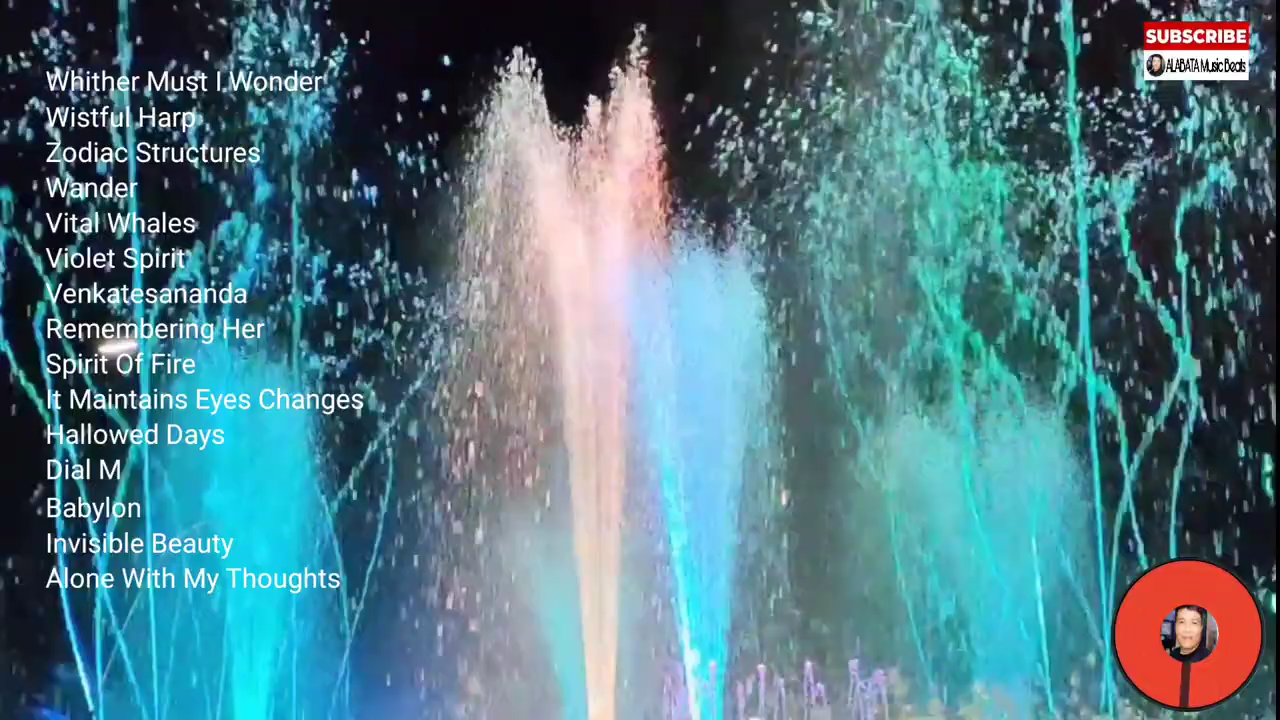 Whither Must I Wonder
Wistful Harp
Zodiac Structures
Wander
Vital Whales
Violet Spirit
Venkatesananda
Remembering Her
Spirit Of Fire
It Maintains Eyes Changes
Hallowed Days
Dial M
Babylon
Invisible Beauty
Alone With My Thoughts
SUBSCRIBE
ALABATA Music Beats